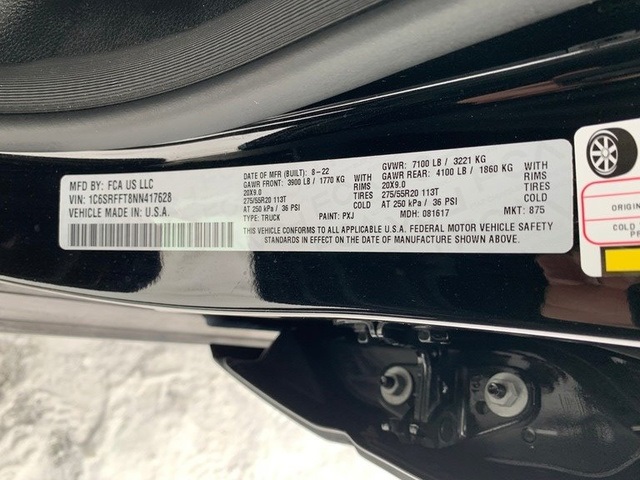 MFD BY: FCA US LLC
VIN: 1C6SRFFT8NN417628
VEHICLE MADE IN U.S.A.
DATE OF MFR (BUILT): 8-22
GAWR FRONT: 3900 LB / 1770 KG
20X9.0
275/55R20 113T
AT 250 kPa / 36 PSI
TYPE: TRUCK
WITH
RIMS
TIRES
COLD
PAINT: PXJ
GVWR: 7100 LB / 3221 KG
GAWR REAR: 4100 LB / 1860 KG
20X9.0
275/55R20 113T
AT 250 kPa / 36 PSI
MDH: 081617
WITH
RIMS
TIRES
COLD
MKT: 875
THIS VEHICLE CONFORMS TO ALL APPLICABLE U.S.A. FEDERAL MOTOR VEHICLE SAFETY
STANDARDS IN EFFECT ON THE DATE OF MANUFACTURE SHOWN ABOVE.
ORIGIN
COLD